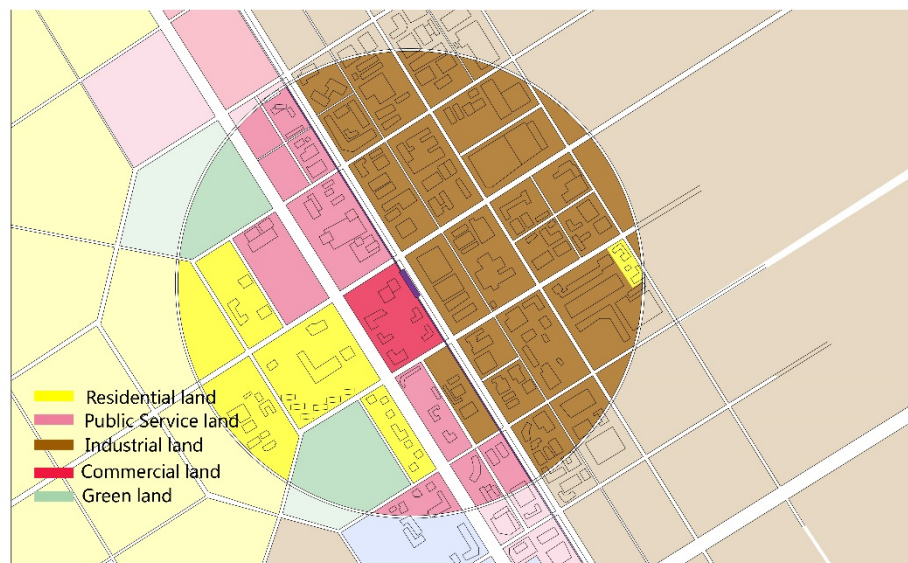 Residential land
Public Service land
Industrial land
Commercial land
Green land